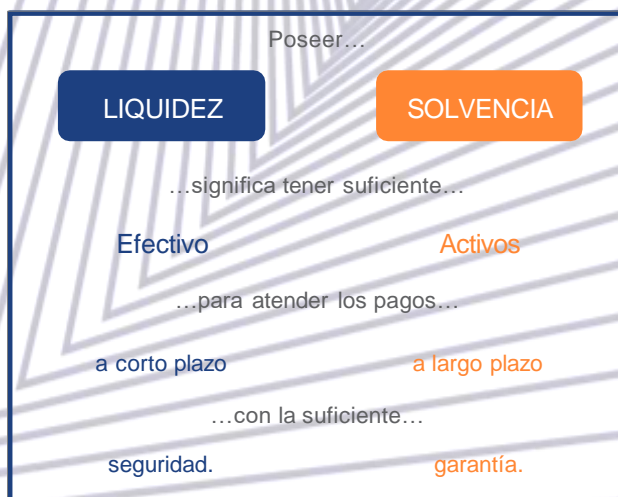 Poseer…
LIQUIDEZ SOLVENCIA
…significa tener suficiente…
Efectivo Activos
…para atender los pagos…
a corto plazo a largo plazo
…con la suficiente…
seguridad. garantía.